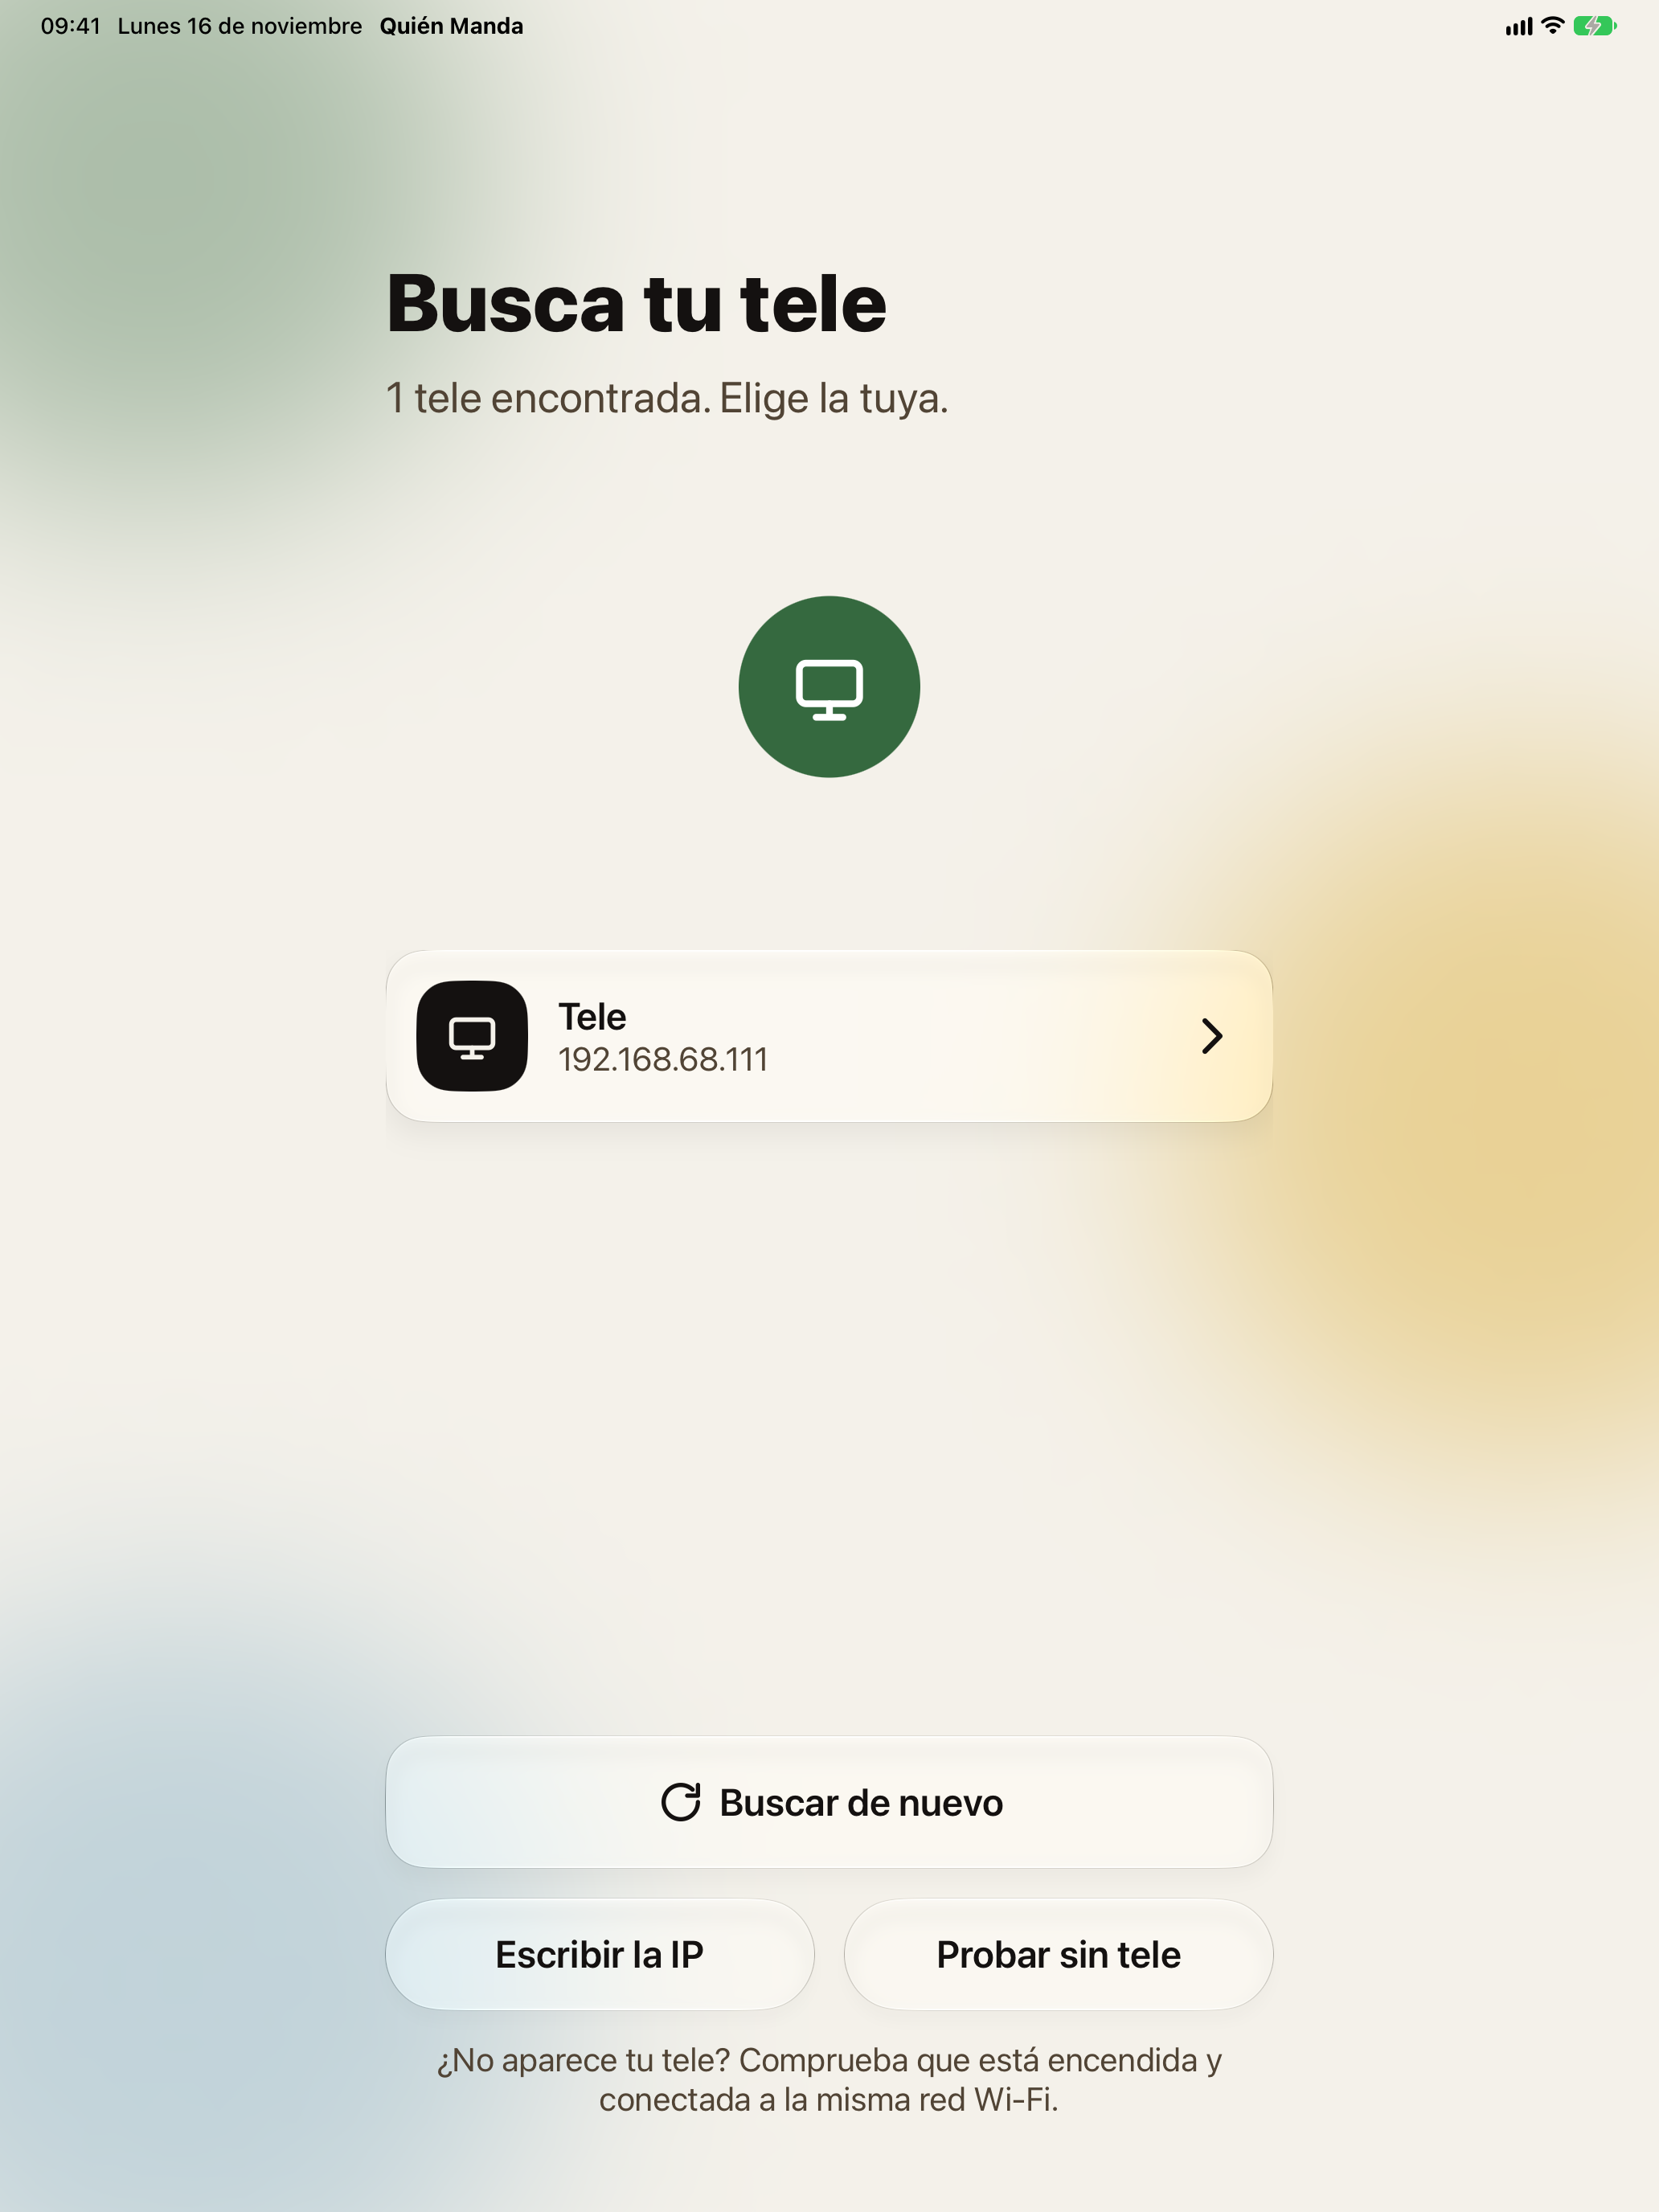 09:41 Lunes 16 de noviembre Quién Manda
Busca tu tele
1 tele encontrada. Elige la tuya.
Tele
192.168.68.111
Buscar de nuevo
Escribir la IP
Probar sin tele
¿No aparece tu tele? Comprueba que está encendida y
conectada a la misma red Wi-Fi.